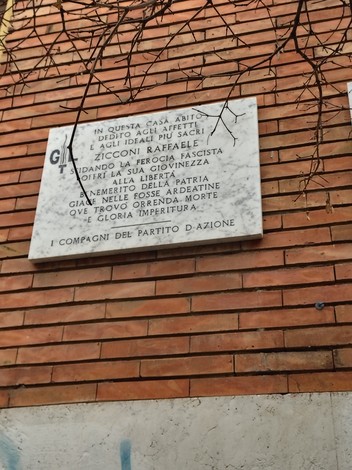 IN QUESTA CASA ABITÒ
DEDITO AGLI AFFETTI
E AGLI IDEALI PIÙ SACRI
ZICCONI RAFFAELE
SFIDANDO LA FEROCIA FASCISTA
OFFRÌ LA SUA GIOVINEZZA
ALLA LIBERTÀ
BENEMERITO DELLA PATRIA
GIACE NELLE FOSSE ARDEATINE
OVE TROVÒ ORRENDA MORTE
E GLORIA IMPERITURA
I COMPAGNI DEL PARTITO D'AZIONE